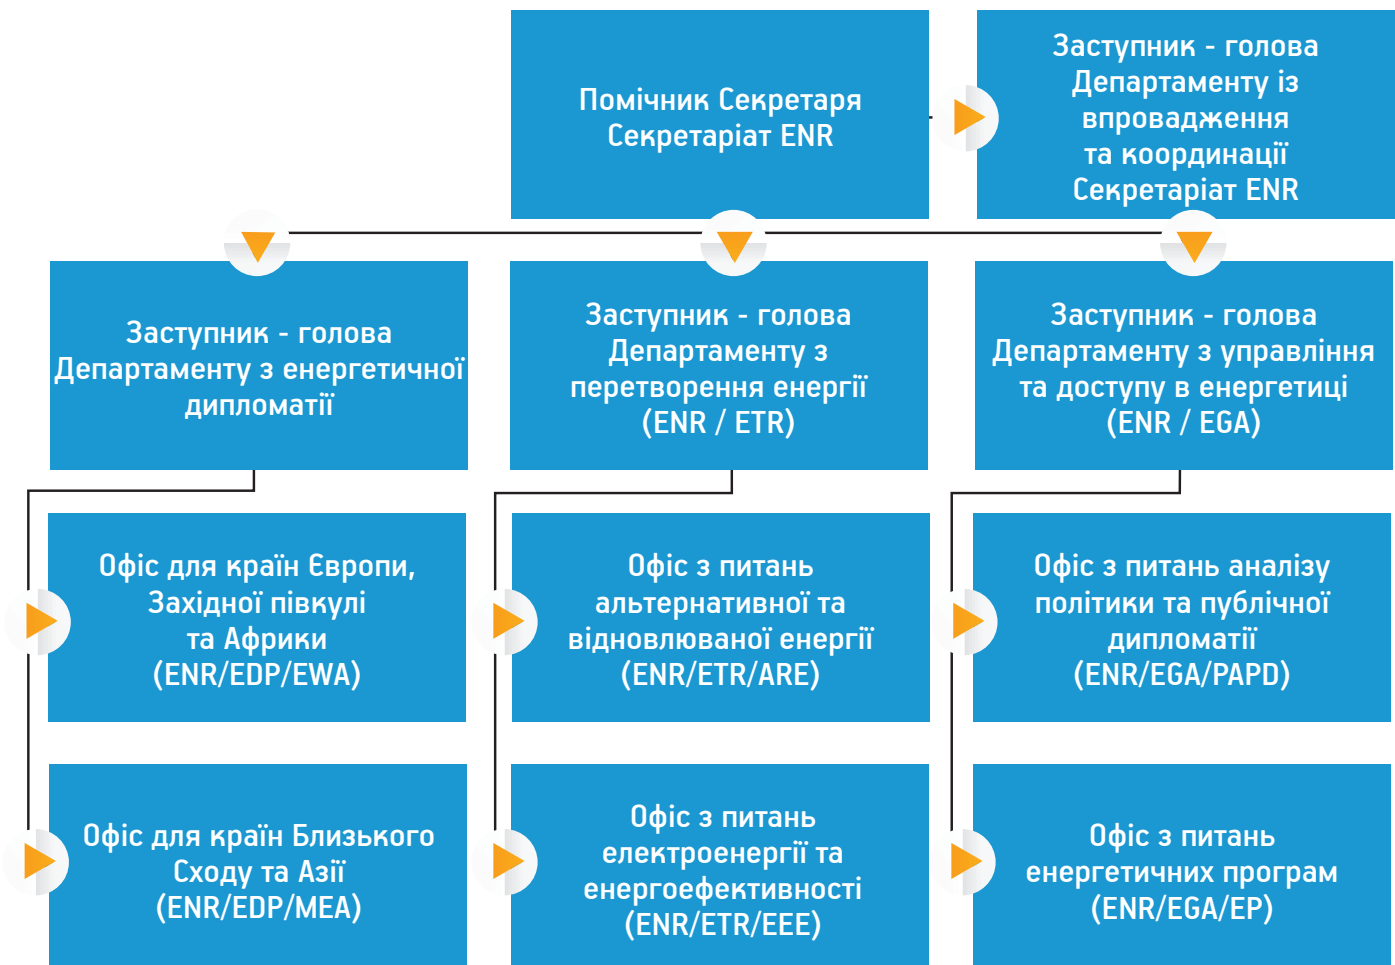 Помічник Секретаря
Секретаріат ENR
Заступник - голова
Департаменту із
впровадження
та координації
Секретаріат ENR
Заступник - голова
Департаменту з енергетичної
дипломатії
Заступник - голова
Департаменту з
перетворення енергії
(ENR / ETR)
Заступник - голова
Департаменту з управління
та доступу в енергетиці
(ENR / EGA)
Офіс для країн Європи,
Західної півкулі
та Африки
(ENR/EDP/EWA)
Офіс з питань
альтернативної та
відновлюваної енергії
(ENR/ETR/ARE)
Офіс з питань аналізу
політики та публічної
дипломатії
(ENR/EGA/PAPD)
Офіс для країн Близького
Сходу та Азії
(ENR/EDP/MEA)
Офіс з питань
електроенергії та
енергоефективності
(ENR/ETR/EEE)
Офіс з питань
енергетичних програм
(ENR/EGA/EP)